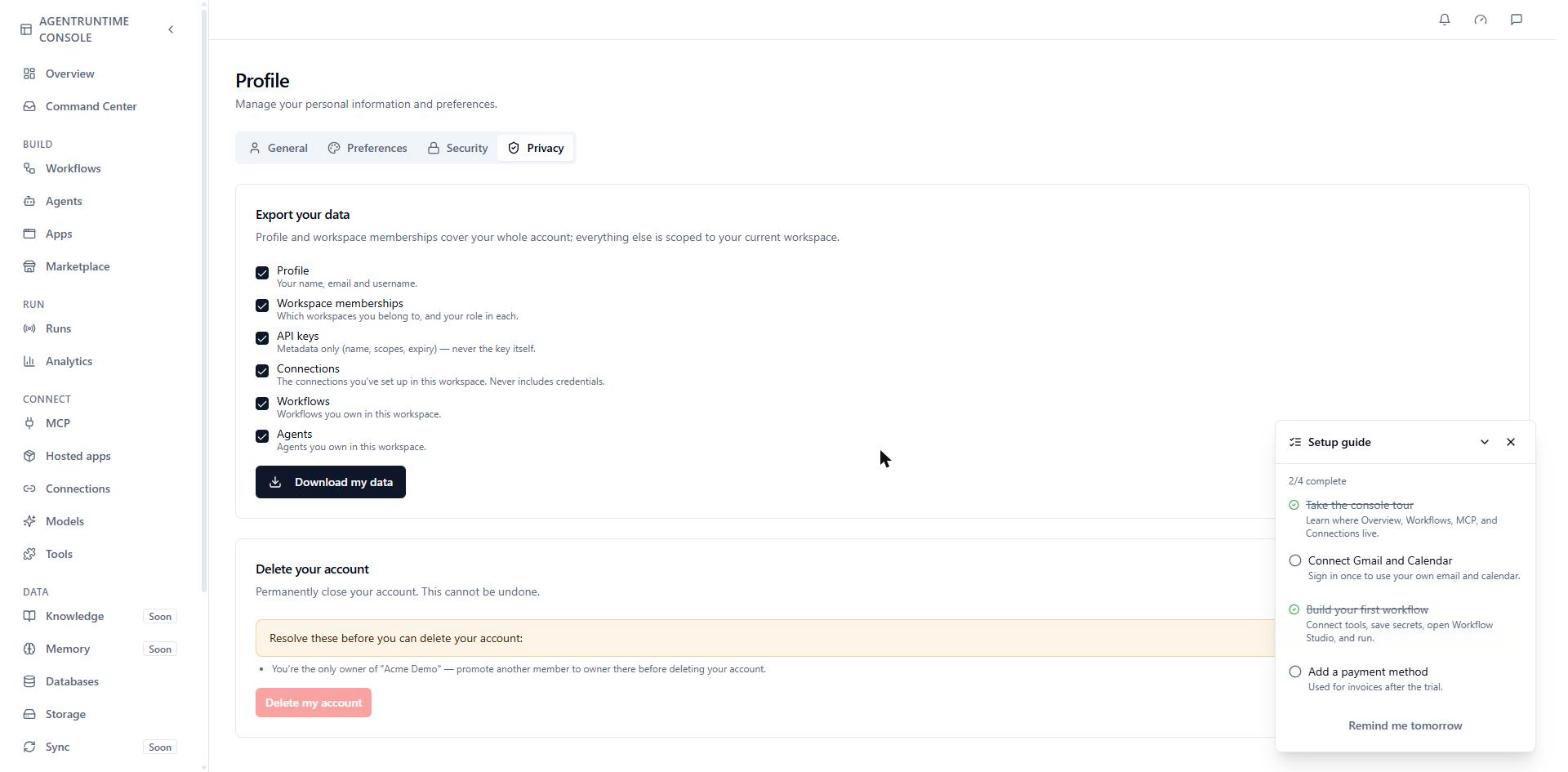 AGENTRUNTIME
CONSOLE
Overview
Command Center
BUILD
Workflows
Agents
Apps
Marketplace
RUN
Runs
Analytics
CONNECT
MCP
Hosted apps
Connections
Models
Tools
DATA
Knowledge Soon
Memory Soon
Databases
Storage
Sync Soon
Profile
Manage your personal information and preferences.
General Preferences Security Privacy
Export your data
Profile and workspace memberships cover your whole account; everything else is scoped to your current workspace.
Profile
Your name, email and username.
Workspace memberships
Which workspaces you belong to, and your role in each.
API keys
Metadata only (name, scopes, expiry) — never the key itself.
Connections
The connections you've set up in this workspace. Never includes credentials.
Workflows
Workflows you own in this workspace.
Agents
Agents you own in this workspace.
Download my data
Delete your account
Permanently close your account. This cannot be undone.
Resolve these before you can delete your account:
• You're the only owner of "Acme Demo" — promote another member to owner there before deleting your account.
Delete my account
Setup guide
2/4 complete
Take the console tour
Learn where Overview, Workflows, MCP, and
Connections live.
Connect Gmail and Calendar
Sign in once to use your own email and calendar.
Build your first workflow
Connect tools, save secrets, open Workflow
Studio, and run.
Add a payment method
Used for invoices after the trial.
Remind me tomorrow